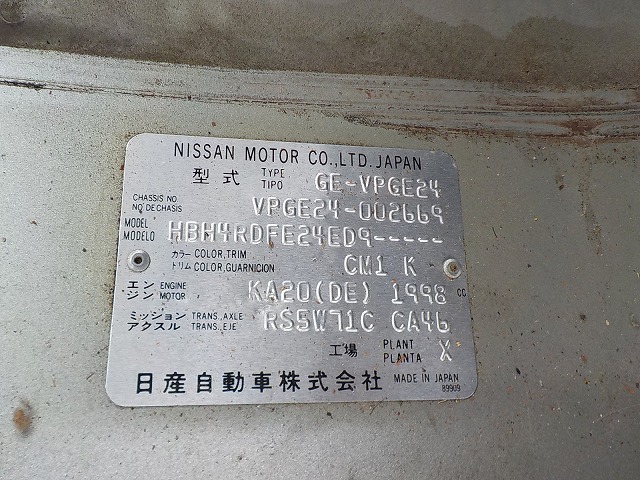 NISSAN MOTOR CO.,LTD. JAPAN
型式 TYPE TIPO GE-VPGE24
CHASSIS NO. NO DE CHASIS VPGE24-002669
MODEL MODELO HBH4RDFE24ED9-----
カラー COLOR,TRIM
トリム COLOR,GUARNICION CM1 K
エンジン ENGINE MOTOR KA20(DE) 1998 CC
ミッション TRANS.,AXLE
アクスル TRANS.,EJE RS5W71C CA46
工場 PLANT PLANTA X
日産自動車株式会社 MADE IN JAPAN
89909